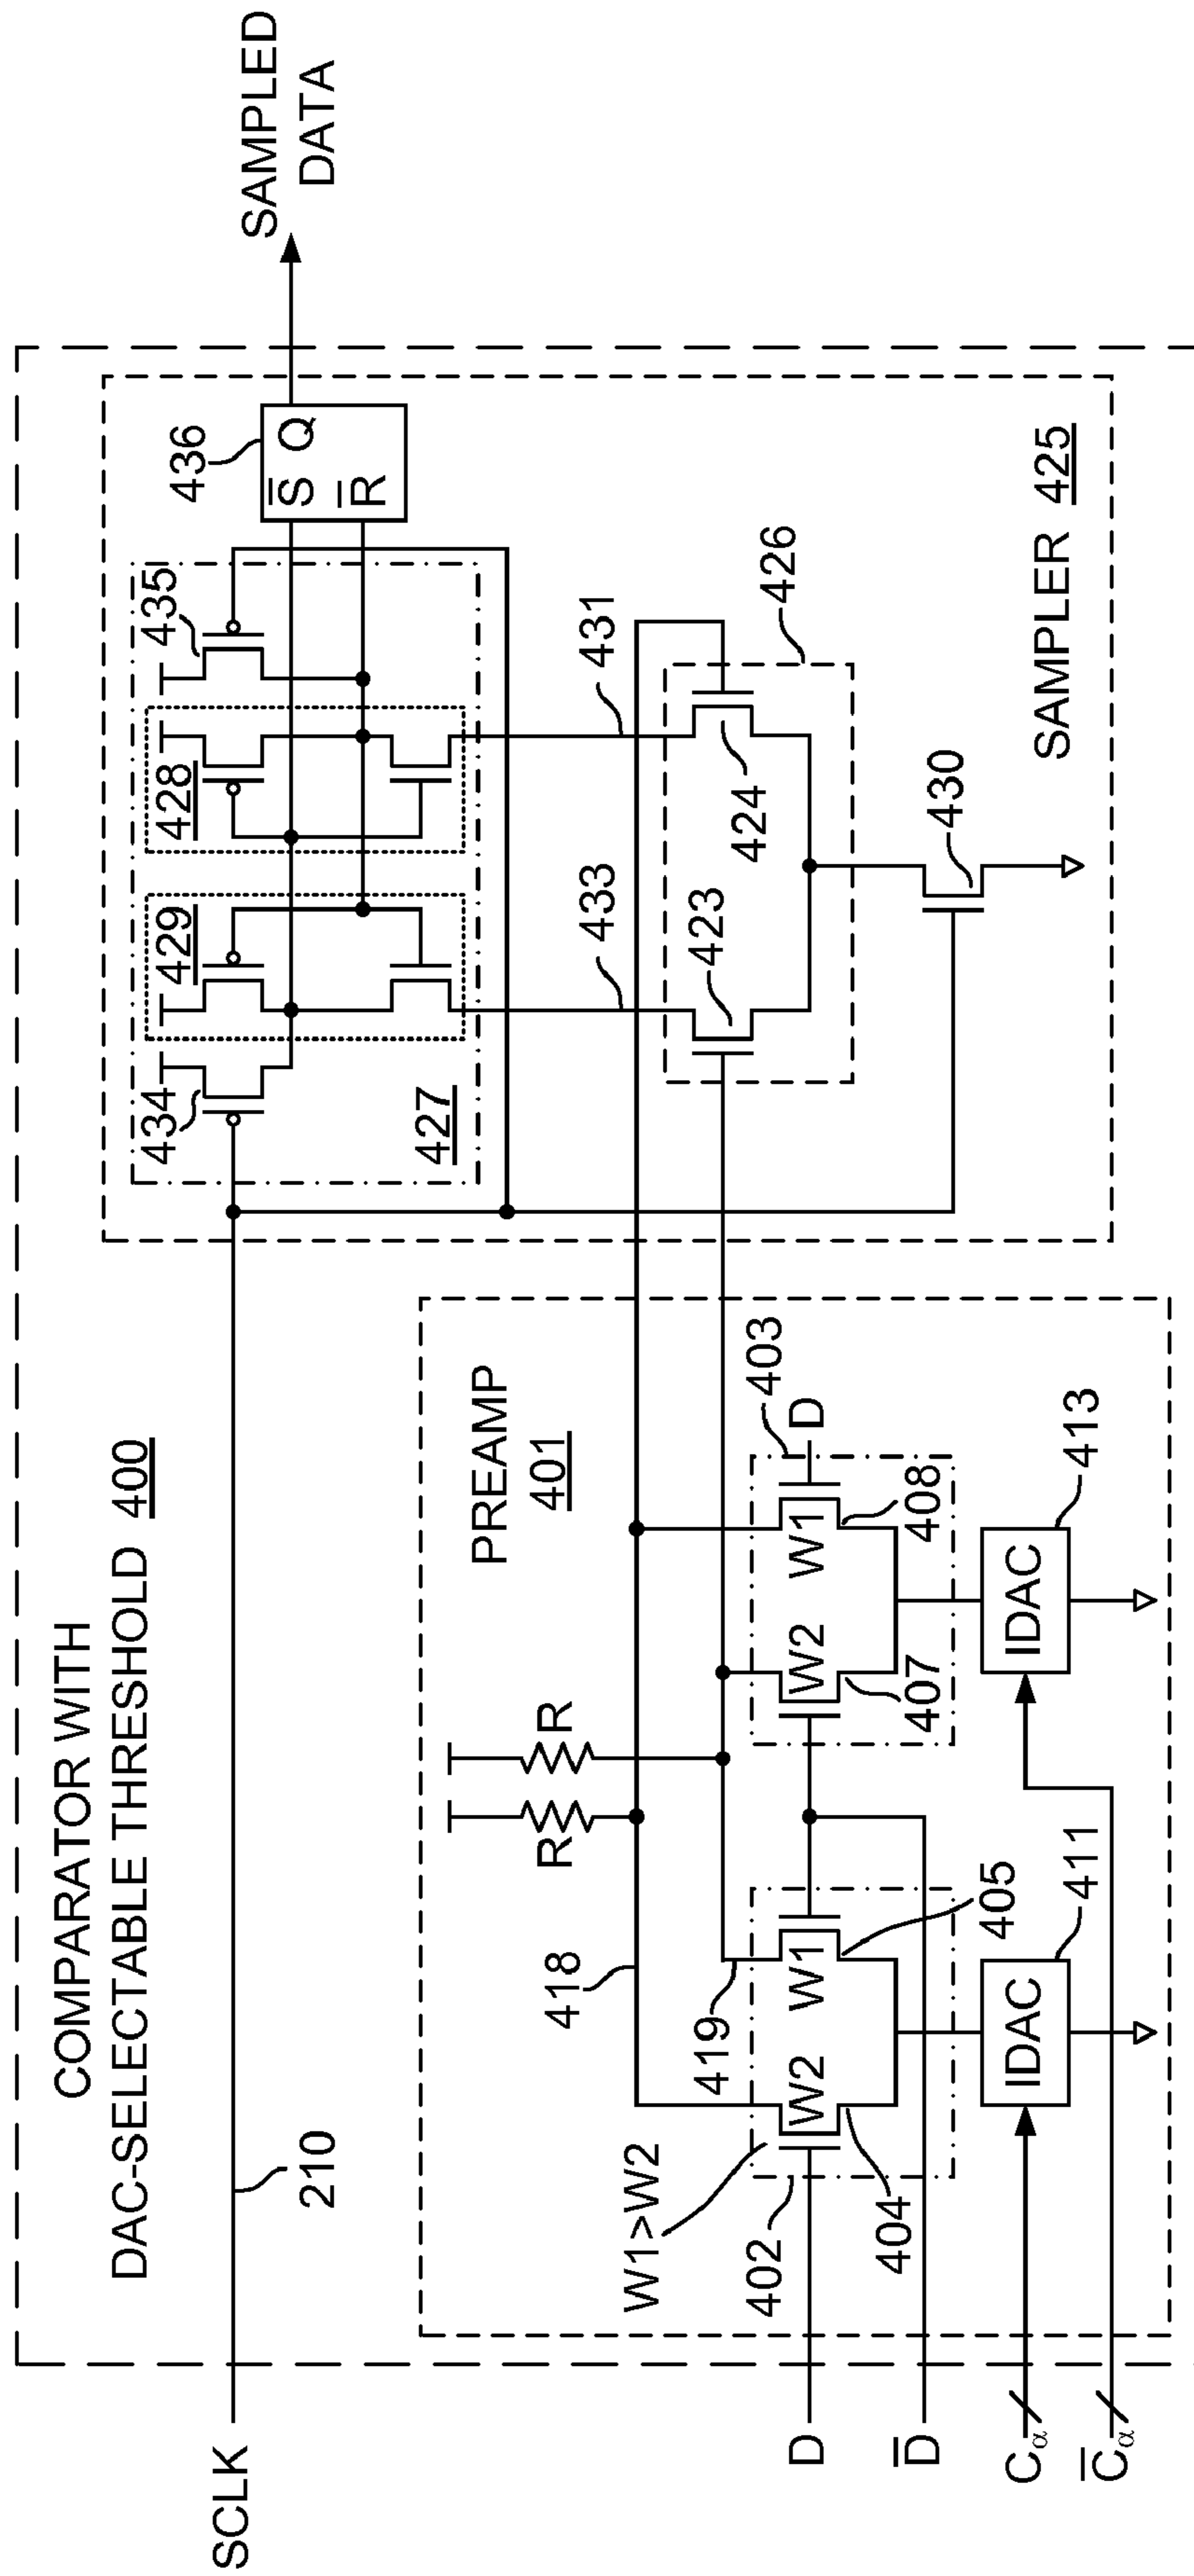 COMPARATOR WITH
DAC-SELECTABLE THRESHOLD 400
SCLK
210
SAMPLED
DATA
434
429
428
435
436
S̅ Q
R̅
427
433
431
423
424
426
430
SAMPLER 425
PREAMP
401
418
R
R
419
W1>W2
402
W2
W1
404
405
W2
W1
407
408
403
D
D
D̅
411
IDAC
413
IDAC
Cα
C̅α